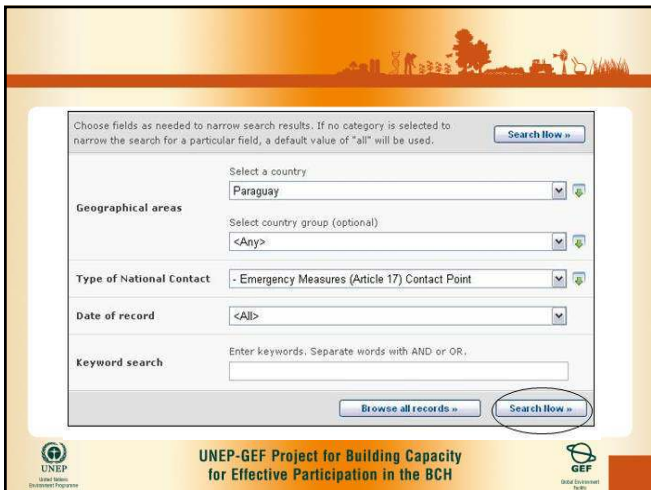 Choose fields as needed to narrow search results. If no category is selected to
narrow the search for a particular field, a default value of "all" will be used.
Search Now »
Geographical areas
Select a country
Paraguay
Select country group (optional)
<Any>
Type of National Contact
- Emergency Measures (Article 17) Contact Point
Date of record
<All>
Keyword search
Enter keywords. Separate words with AND or OR.
Browse all records »
Search Now »
UNEP
United Nations
Environment Programme
UNEP-GEF Project for Building Capacity
for Effective Participation in the BCH
GEF
Global Environment
Facility